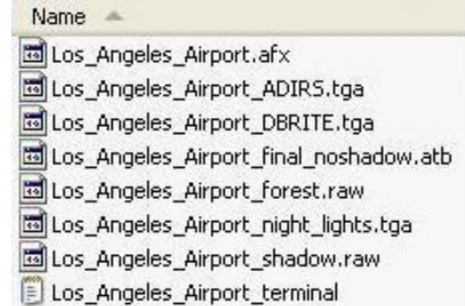 Name
Los_Angeles_Airport.afx
Los_Angeles_Airport_ADIRS.tga
Los_Angeles_Airport_DBRITE.tga
Los_Angeles_Airport_final_noshadow.atb
Los_Angeles_Airport_forest.raw
Los_Angeles_Airport_night_lights.tga
Los_Angeles_Airport_shadow.raw
Los_Angeles_Airport_terminal